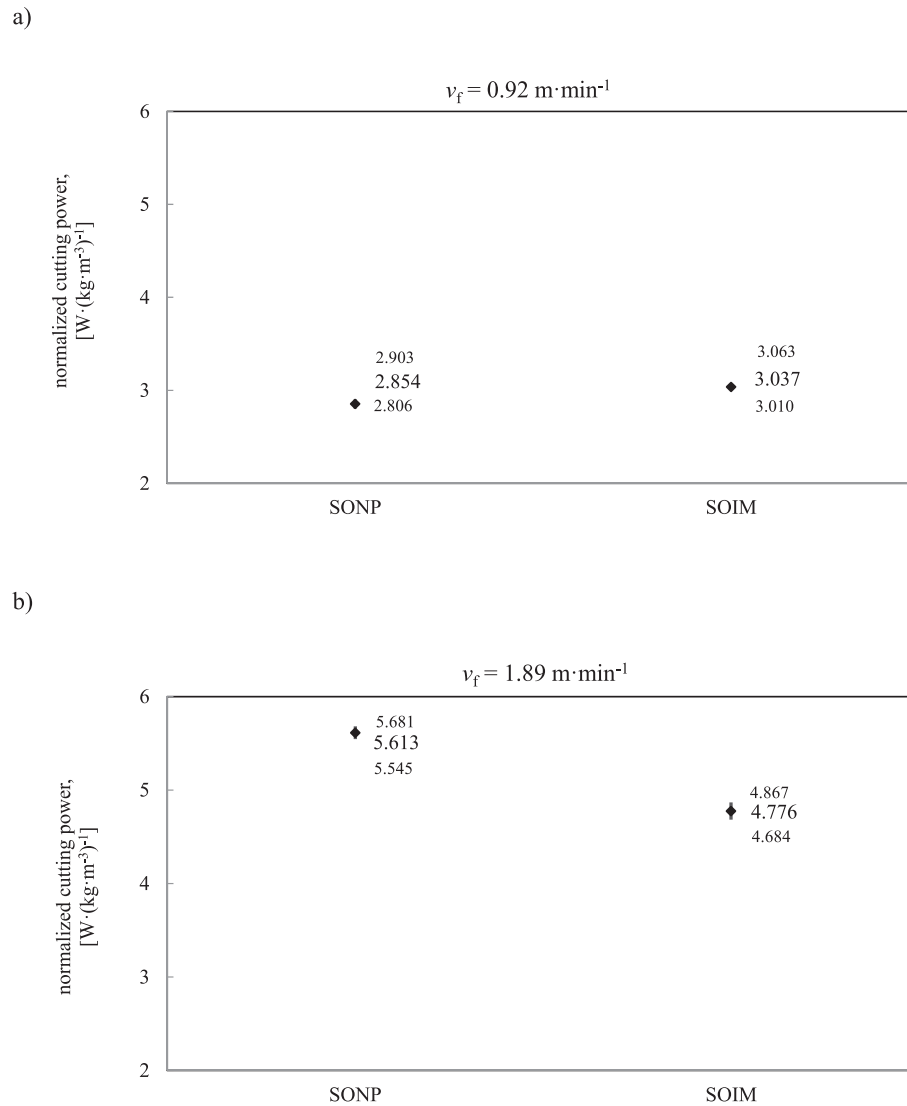 a)
v_f = 0.92 m·min⁻¹
normalized cutting power,
[W·(kg·m⁻³)⁻¹]
6
5
4
3
2
2.903
2.854
2.806
3.063
3.037
3.010
SONP
SOIM
b)
v_f = 1.89 m·min⁻¹
normalized cutting power,
[W·(kg·m⁻³)⁻¹]
6
5
4
3
2
5.681
5.613
5.545
4.867
4.776
4.684
SONP
SOIM